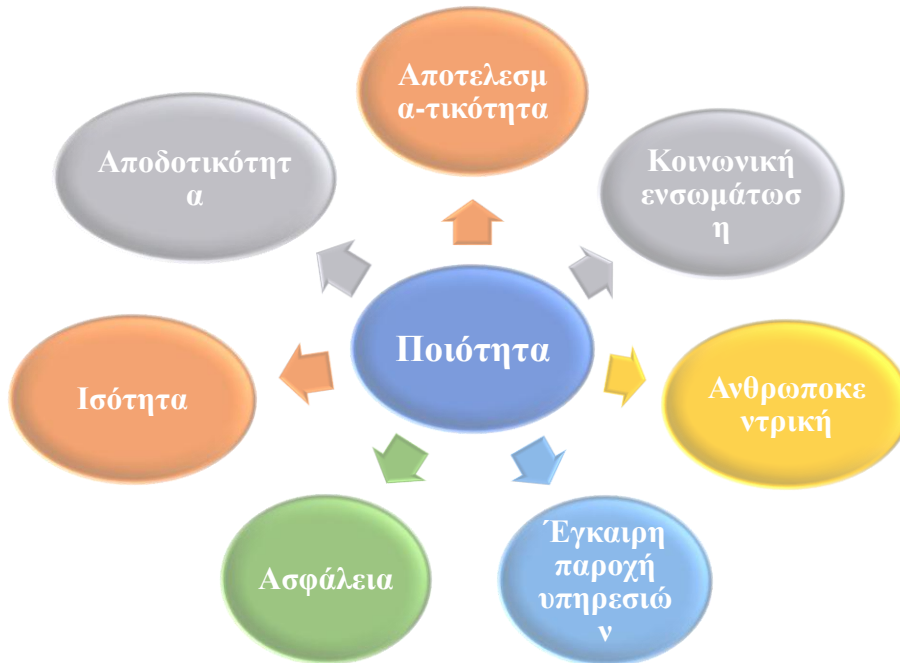 Αποτελεσμ
α-τικότητα
Κοινωνική
ενσωμάτωσ
η
Ανθρωποκε
ντρική
Έγκαιρη
παροχή
υπηρεσιώ
ν
Ασφάλεια
Ισότητα
Αποδοτικότητ
α
Ποιότητα